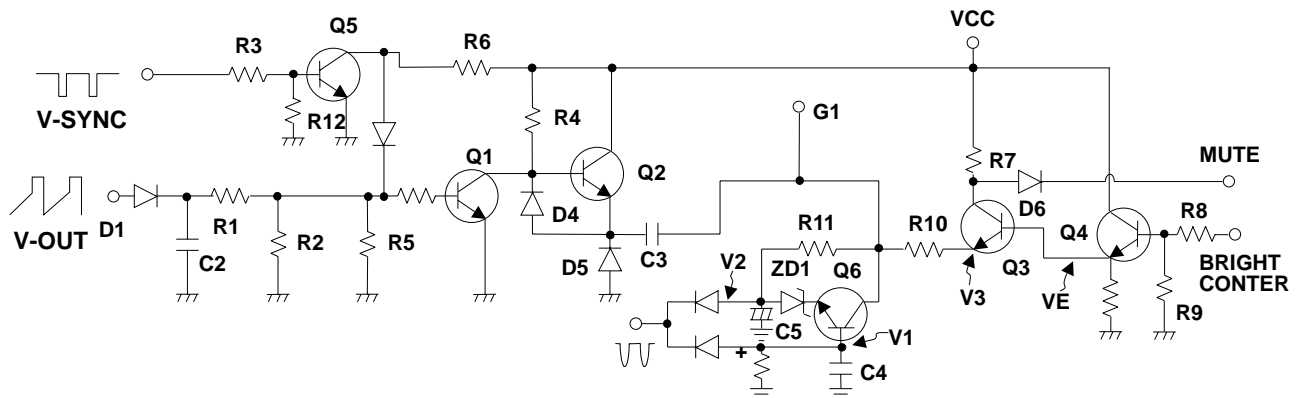 VCC
Q5
R3
R6
V-SYNC
R12
R4
G1
Q1
Q2
R7
MUTE
D6
V-OUT
D1
R1
C2
R2
R5
D4
D5
C3
R11
R10
Q3
Q4
R8
BRIGHT
CONTER
R9
V2
ZD1
Q6
V3
VE
C5
V1
+
C4